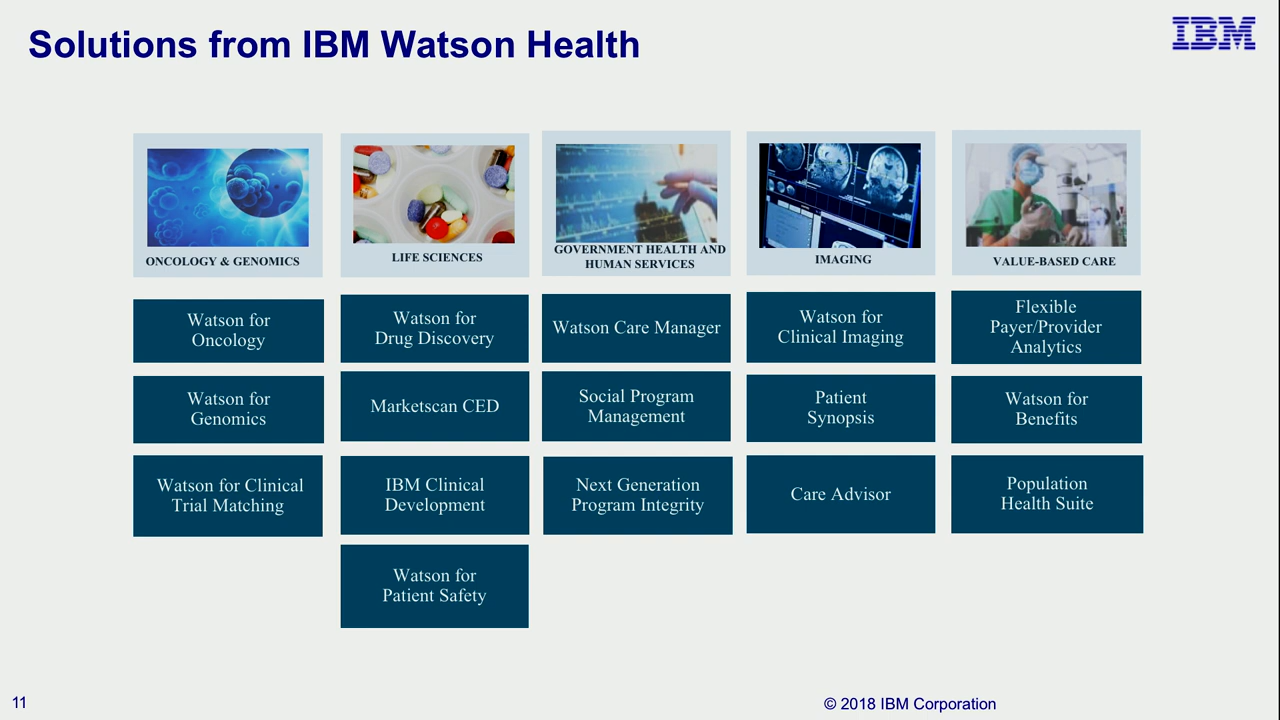 Solutions from IBM Watson Health
IBM
ONCOLOGY & GENOMICS
Watson for
Oncology
Watson for
Genomics
Watson for Clinical
Trial Matching
LIFE SCIENCES
Watson for
Drug Discovery
Marketscan CED
IBM Clinical
Development
Watson for
Patient Safety
GOVERNMENT HEALTH AND
HUMAN SERVICES
Watson Care Manager
Social Program
Management
Next Generation
Program Integrity
IMAGING
Watson for
Clinical Imaging
Patient
Synopsis
Care Advisor
VALUE-BASED CARE
Flexible
Payer/Provider
Analytics
Watson for
Benefits
Population
Health Suite
11
© 2018 IBM Corporation